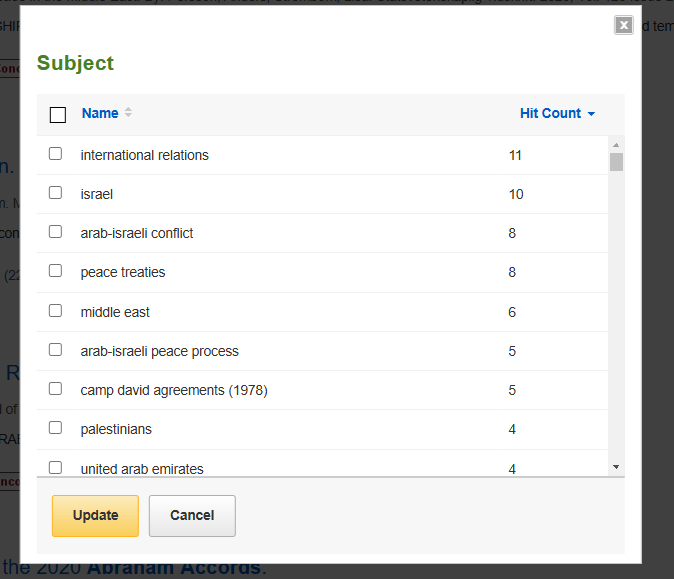 x
Subject
Name Hit Count
international relations 11
israel 10
arab-israeli conflict 8
peace treaties 8
middle east 6
arab-israeli peace process 5
camp david agreements (1978) 5
palestinians 4
united arab emirates 4
Update Cancel
the 2020 Abraham Accords.